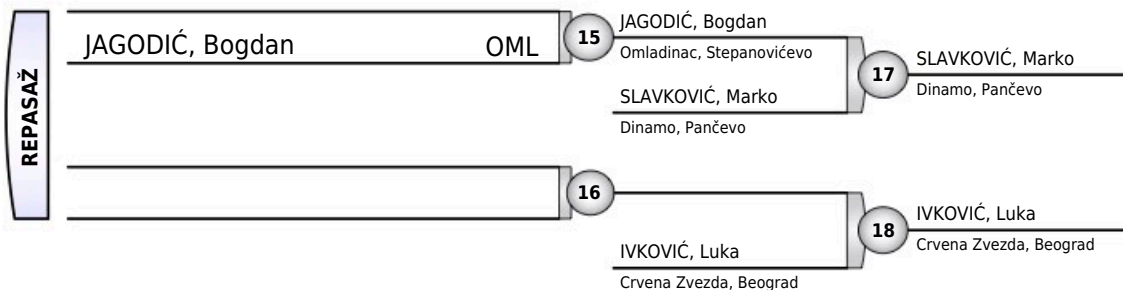 REPASAŽ
JAGODIĆ, Bogdan OML
15
JAGODIĆ, Bogdan
Omladinac, Stepanovićevo
SLAVKOVIĆ, Marko
Dinamo, Pančevo
17
SLAVKOVIĆ, Marko
Dinamo, Pančevo
16
IVKOVIĆ, Luka
Crvena Zvezda, Beograd
18
IVKOVIĆ, Luka
Crvena Zvezda, Beograd